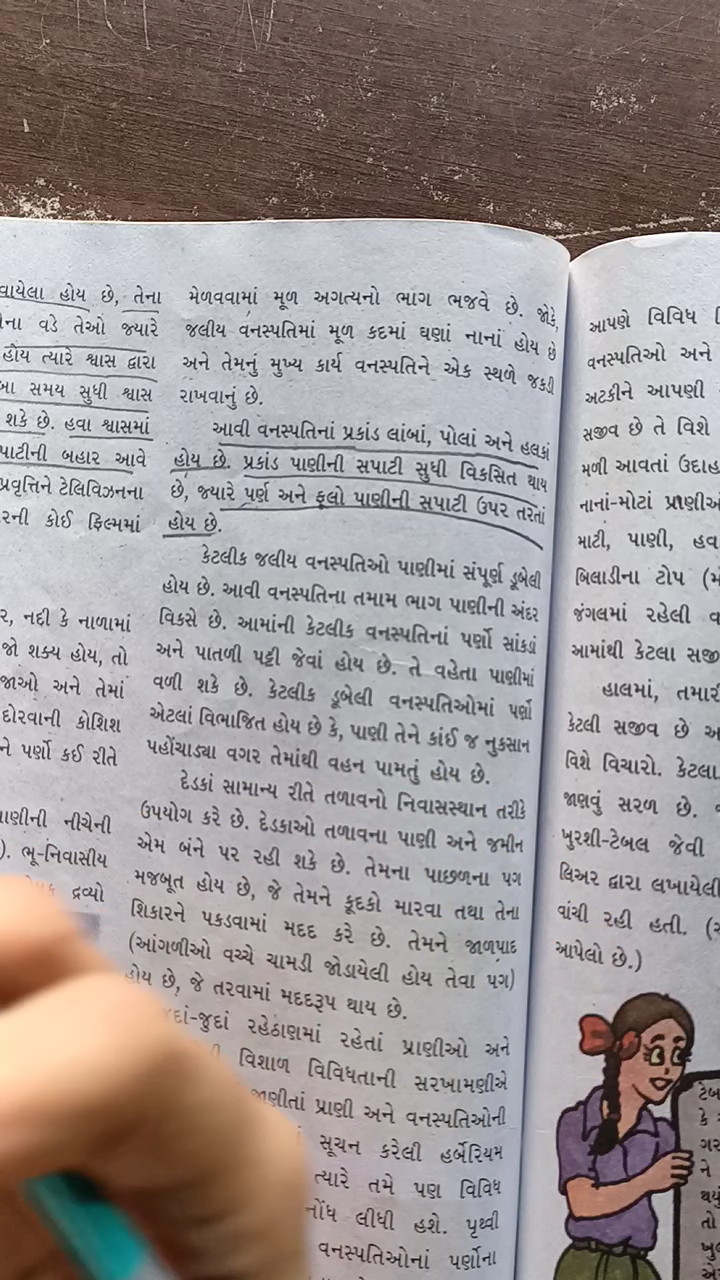 વાયેલા હોય છે, તેના
ના વડે તેઓ જ્યારે
હોય ત્યારે શ્વાસ દ્વારા
બા સમય સુધી શ્વાસ
શકે છે. હવા શ્વાસમાં
પાટીની બહાર આવે
પ્રવૃત્તિને ટેલિવિઝનના
રની કોઈ ફિલ્મમાં
ર, નદી કે નાળામાં
જો શક્ય હોય, તો
જાઓ અને તેમાં
દોરવાની કોશિશ
ને પર્ણો કઈ રીતે
પાણીની નીચેની
). ભૂ-નિવાસીય
દ્રવ્યો
મેળવવામાં મૂળ અગત્યનો ભાગ ભજવે છે. જોકે,
જલીય વનસ્પતિમાં મૂળ કદમાં ઘણાં નાનાં હોય છે
અને તેમનું મુખ્ય કાર્ય વનસ્પતિને એક સ્થળે જકડી
રાખવાનું છે.
આવી વનસ્પતિનાં પ્રકાંડ લાંબાં, પોલાં અને હલકાં
હોય છે. પ્રકાંડ પાણીની સપાટી સુધી વિકસિત થાય
છે, જ્યારે પર્ણ અને ફૂલો પાણીની સપાટી ઉપર તરતાં
હોય છે.
કેટલીક જલીય વનસ્પતિઓ પાણીમાં સંપૂર્ણ ડૂબેલી
હોય છે. આવી વનસ્પતિના તમામ ભાગ પાણીની અંદર
વિકસે છે. આમાંની કેટલીક વનસ્પતિનાં પર્ણો સાંકડાં
અને પાતળી પટ્ટી જેવાં હોય છે. તે વહેતા પાણીમાં
વળી શકે છે. કેટલીક ડૂબેલી વનસ્પતિઓમાં પર્ણો
એટલાં વિભાજિત હોય છે કે, પાણી તેને કાંઈ જ નુકસાન
પહોંચાડ્યા વગર તેમાંથી વહન પામતું હોય છે.
દેડકાં સામાન્ય રીતે તળાવનો નિવાસસ્થાન તરીકે
ઉપયોગ કરે છે. દેડકાઓ તળાવના પાણી અને જમીન
એમ બંને પર રહી શકે છે. તેમના પાછળના પગ
મજબૂત હોય છે, જે તેમને કૂદકો મારવા તથા તેના
શિકારને પકડવામાં મદદ કરે છે. તેમને જાળપાદ
(આંગળીઓ વચ્ચે ચામડી જોડાયેલી હોય તેવા પગ)
હોય છે, જે તરવામાં મદદરૂપ થાય છે.
જુદાં-જુદાં રહેઠાણમાં રહેતાં પ્રાણીઓ અને
વિશાળ વિવિધતાની સરખામણીએ
જાણીતાં પ્રાણી અને વનસ્પતિઓની
સૂચન કરેલી હર્બેરિયમ
ત્યારે તમે પણ વિવિધ
નોંધ લીધી હશે. પૃથ્વી
વનસ્પતિઓનાં પર્ણોના
આપણે વિવિધ
વનસ્પતિઓ અને
અટકીને આપણી
સજીવ છે તે વિશે
મળી આવતાં ઉદાહ
નાનાં-મોટાં પ્રાણીઓ
માટી, પાણી, હવ
બિલાડીના ટોપ (મ
જંગલમાં રહેલી વ
આમાંથી કેટલા સજી
હાલમાં, તમારી
કેટલી સજીવ છે અ
વિશે વિચારો. કેટલા
જાણવું સરળ છે.
ખુરશી-ટેબલ જેવી
લિઅર દ્વારા લખાયેલી
વાંચી રહી હતી.
આપેલો છે.)
ટેબ
કે
ગર
ને
થયું
તો
ખુ